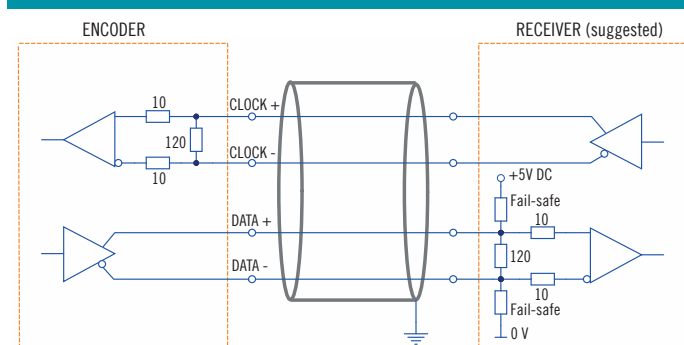 ENCODER
RECEIVER (suggested)
10
CLOCK +
120
CLOCK -
10
+5V DC
Fail-safe
10
DATA +
120
DATA -
10
Fail-safe
0 V